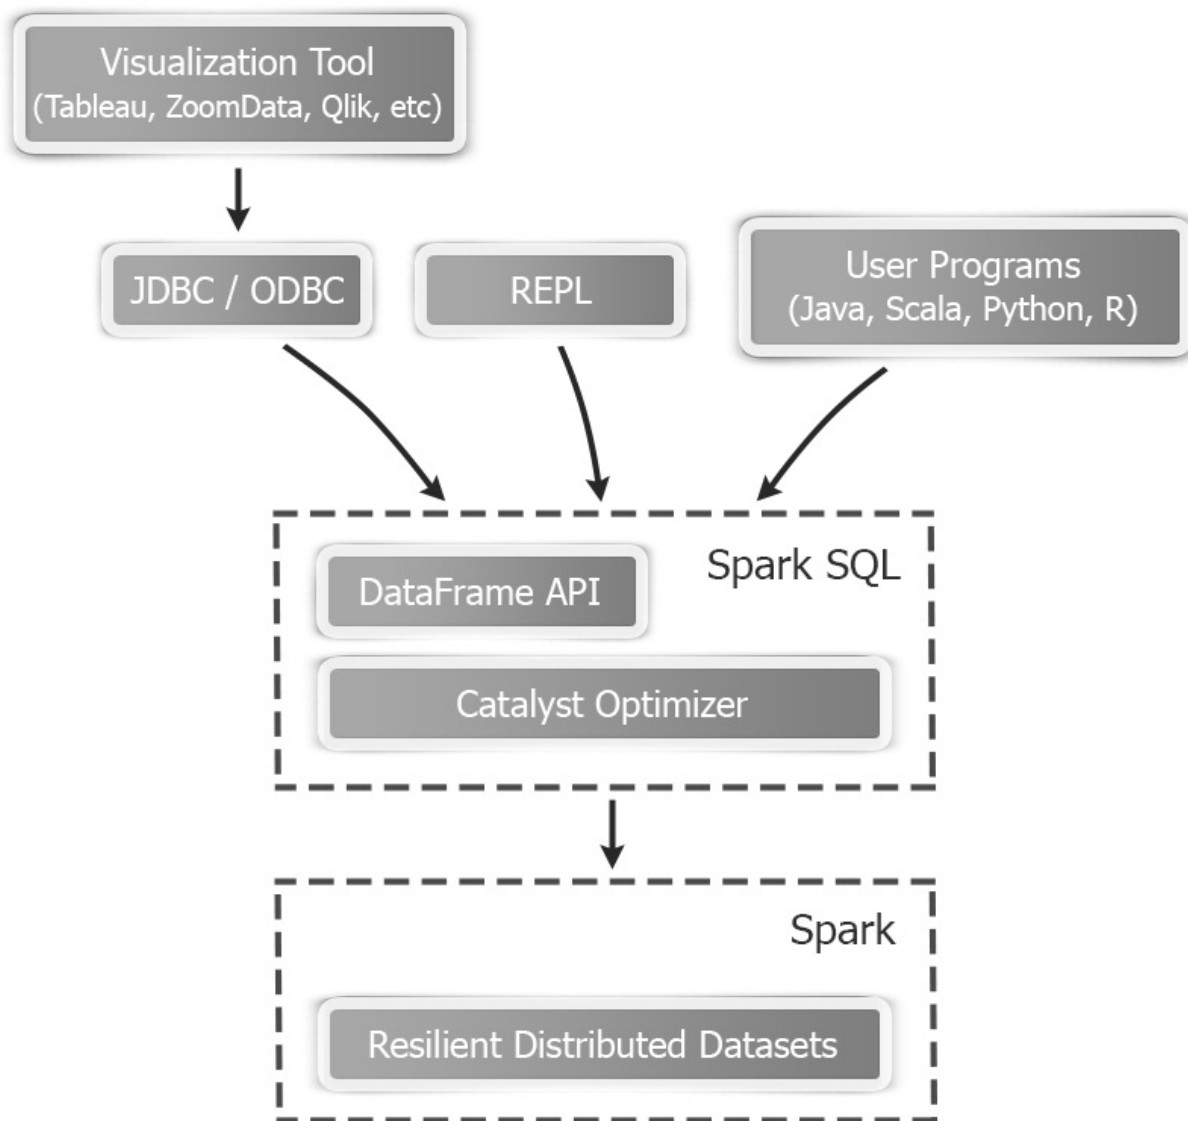 Visualization Tool
(Tableau, ZoomData, Qlik, etc)
JDBC / ODBC
REPL
User Programs
(Java, Scala, Python, R)
Spark SQL
DataFrame API
Catalyst Optimizer
Spark
Resilient Distributed Datasets